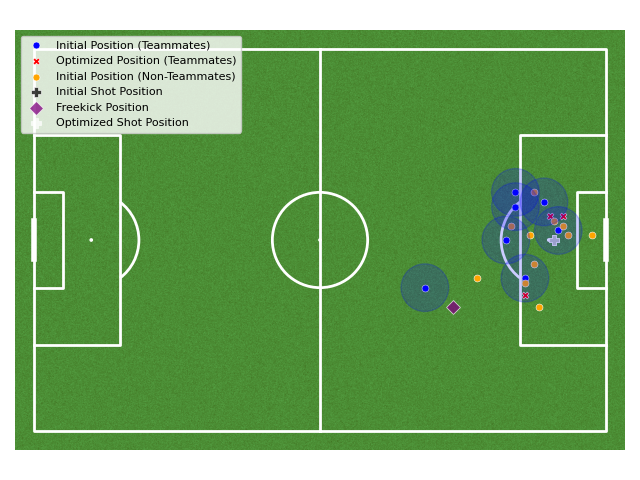 Initial Position (Teammates)
Optimized Position (Teammates)
Initial Position (Non-Teammates)
Initial Shot Position
Freekick Position
Optimized Shot Position